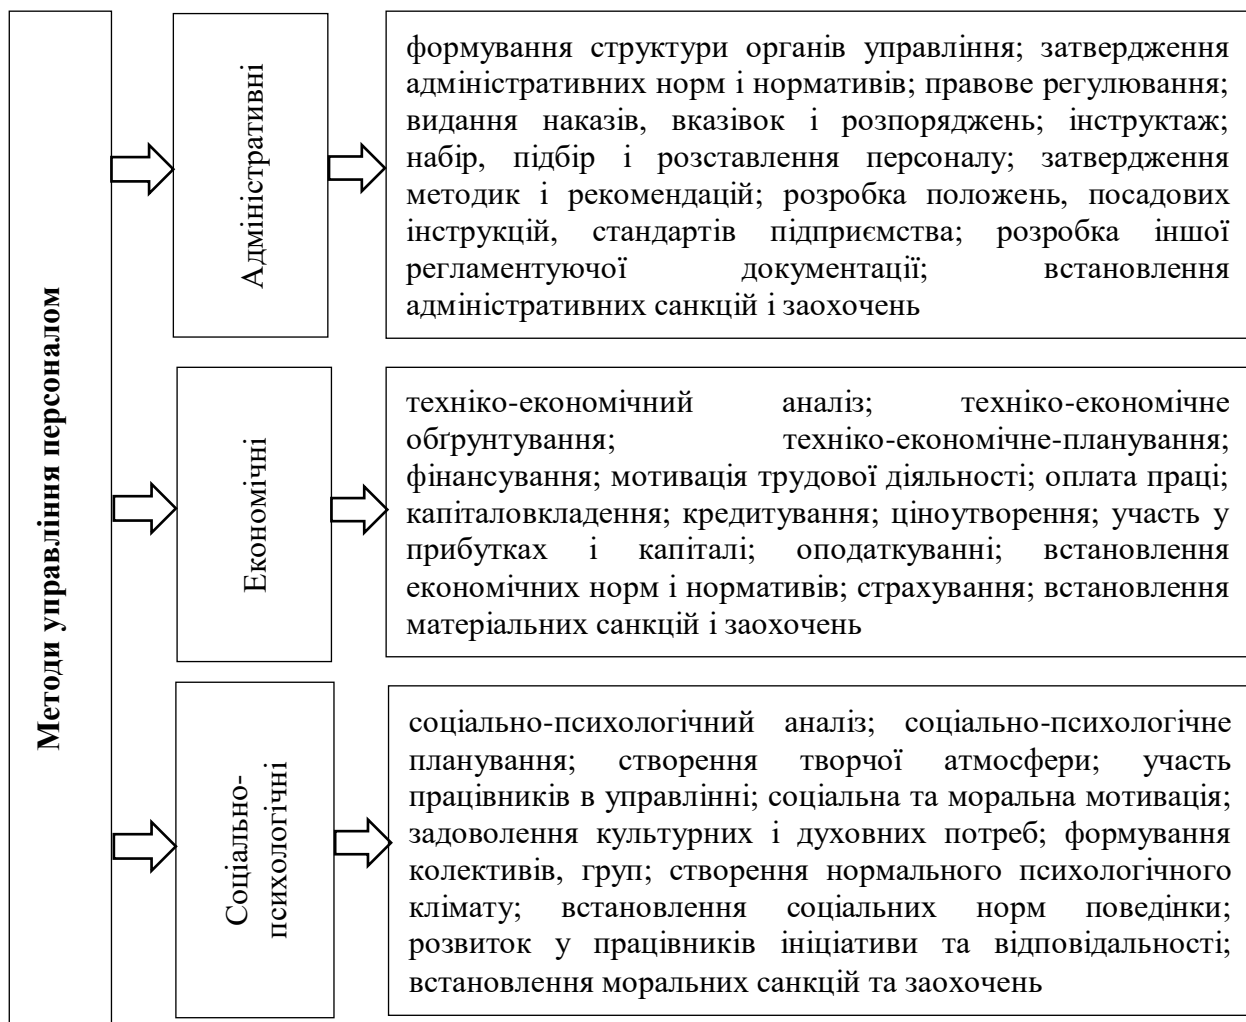 Методи управління персоналом
Адміністративні
формування структури органів управління; затвердження
адміністративних норм і нормативів; правове регулювання;
видання наказів, вказівок і розпоряджень; інструктаж;
набір, підбір і розставлення персоналу; затвердження
методик і рекомендацій; розробка положень, посадових
інструкцій, стандартів підприємства; розробка іншої
регламентуючої документації; встановлення
адміністративних санкцій і заохочень
Економічні
техніко-економічний аналіз; техніко-економічне
обґрунтування; техніко-економічне-планування;
фінансування; мотивація трудової діяльності; оплата праці;
капіталовкладення; кредитування; ціноутворення; участь у
прибутках і капіталі; оподаткуванні; встановлення
економічних норм і нормативів; страхування; встановлення
матеріальних санкцій і заохочень
Соціально-
психологічні
соціально-психологічний аналіз; соціально-психологічне
планування; створення творчої атмосфери; участь
працівників в управлінні; соціальна та моральна мотивація;
задоволення культурних і духовних потреб; формування
колективів, груп; створення нормального психологічного
клімату; встановлення соціальних норм поведінки;
розвиток у працівників ініціативи та відповідальності;
встановлення моральних санкцій та заохочень